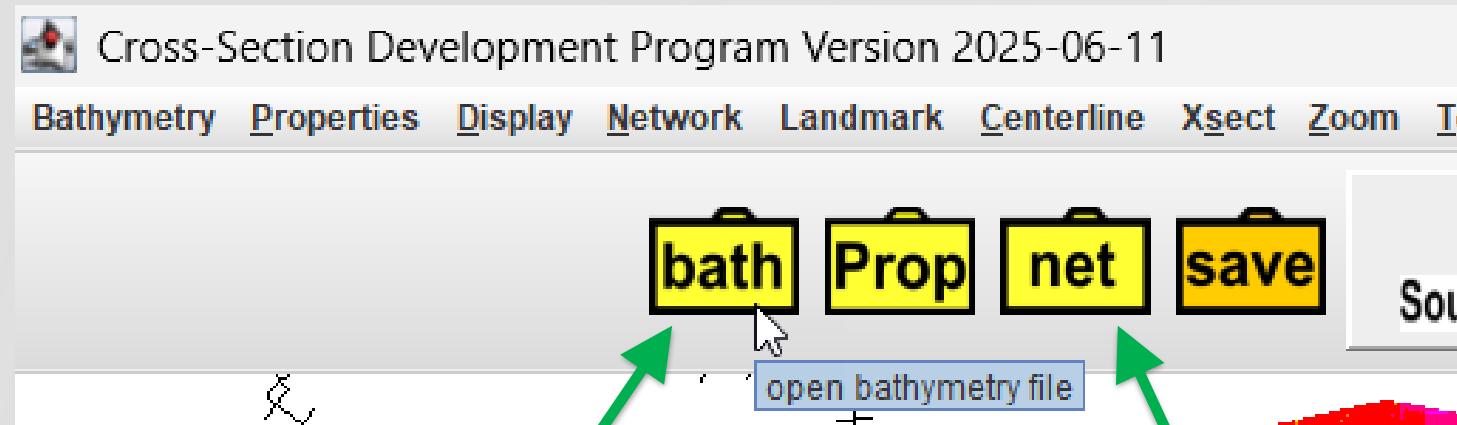 Cross-Section Development Program Version 2025-06-11
Bathymetry Properties Display Network Landmark Centerline Xsect Zoom
bath Prop net save
open bathymetry file